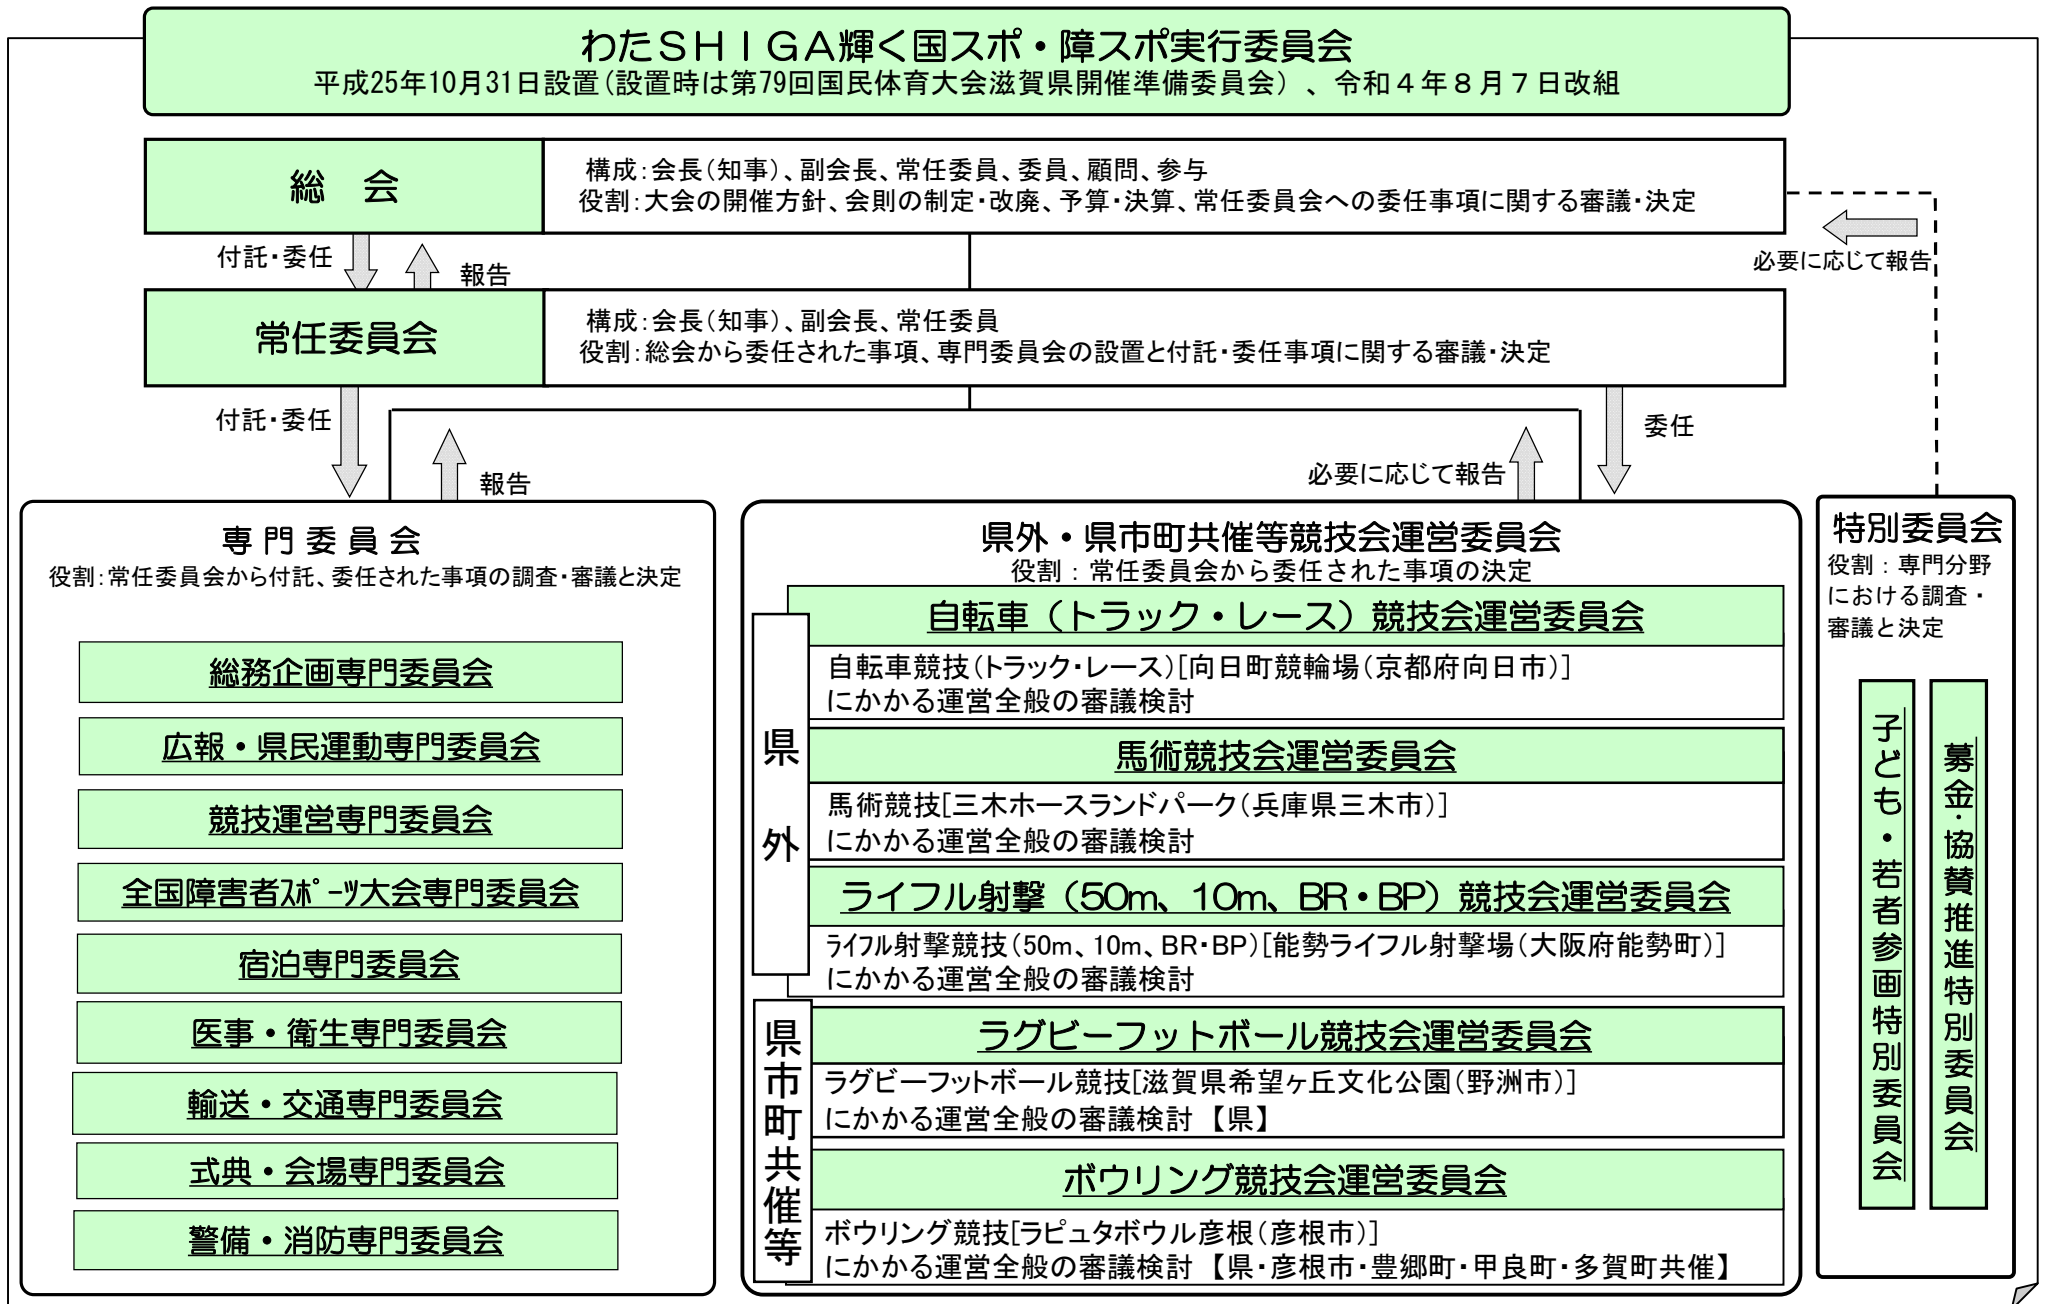 わたSHIGA輝く国スポ・障スポ実行委員会
平成25年10月31日設置(設置時は第79回国民体育大会滋賀県開催準備委員会）、令和４年８月７日改組
総　会
構成：会長（知事）、副会長、常任委員、委員、顧問、参与
役割：大会の開催方針、会則の制定・改廃、予算・決算、常任委員会への委任事項に関する審議・決定
付託・委任
報告
必要に応じて報告
常任委員会
構成：会長（知事）、副会長、常任委員
役割：総会から委任された事項、専門委員会の設置と付託・委任事項に関する審議・決定
付託・委任
報告
必要に応じて報告
委任
専門委員会
役割：常任委員会から付託、委任された事項の調査・審議と決定
総務企画専門委員会
広報・県民運動専門委員会
競技運営専門委員会
全国障害者ｽﾎﾟｰﾂ大会専門委員会
宿泊専門委員会
医事・衛生専門委員会
輸送・交通専門委員会
式典・会場専門委員会
警備・消防専門委員会
県外・県市町共催等競技会運営委員会
役割：常任委員会から委任された事項の決定
県外
自転車（トラック・レース）競技会運営委員会
自転車競技（トラック・レース）[向日町競輪場（京都府向日市）]
にかかる運営全般の審議検討
馬術競技会運営委員会
馬術競技[三木ホースランドパーク（兵庫県三木市）]
にかかる運営全般の審議検討
ライフル射撃（50m、10m、BR・BP）競技会運営委員会
ﾗｲﾌﾙ射撃競技（50m、10m、BR・BP）[能勢ライフル射撃場（大阪府能勢町）]
にかかる運営全般の審議検討
県市町共催等
ラグビーフットボール競技会運営委員会
ラグビーフットボール競技[滋賀県希望ヶ丘文化公園（野洲市）]
にかかる運営全般の審議検討【県】
ボウリング競技会運営委員会
ボウリング競技[ラピュタボウル彦根（彦根市）]
にかかる運営全般の審議検討【県・彦根市・豊郷町・甲良町・多賀町共催】
特別委員会
役割：専門分野
における調査・
審議と決定
募金・協賛推進特別委員会
子ども・若者参画特別委員会